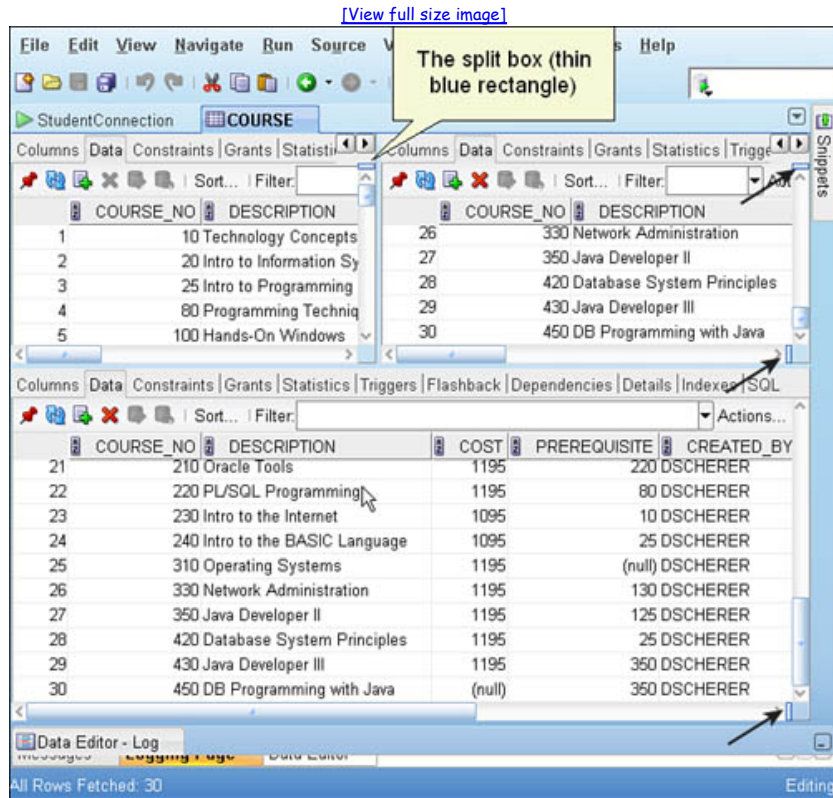 [View full size image]
File Edit View Navigate Run Source V s Help
The split box (thin
blue rectangle)
StudentConnection COURSE
Snippets
Columns Data Constraints Grants Statisti
Sort... Filter:
COURSE_NO DESCRIPTION
1 10 Technology Concepts
2 20 Intro to Information Sy
3 25 Intro to Programming
4 80 Programming Techniq
5 100 Hands-On Windows
Columns Data Constraints Grants Statistics Trigge
Sort... Filter:
COURSE_NO DESCRIPTION
26 330 Network Administration
27 350 Java Developer II
28 420 Database System Principles
29 430 Java Developer III
30 450 DB Programming with Java
Columns Data Constraints Grants Statistics Triggers Flashback Dependencies Details Indexes SQL
Sort... Filter: Actions...
COURSE_NO DESCRIPTION COST PREREQUISITE CREATED_BY
21 210 Oracle Tools 1195 220 DSCHERER
22 220 PL/SQL Programming 1195 80 DSCHERER
23 230 Intro to the Internet 1095 10 DSCHERER
24 240 Intro to the BASIC Language 1095 25 DSCHERER
25 310 Operating Systems 1195 (null) DSCHERER
26 330 Network Administration 1195 130 DSCHERER
27 350 Java Developer II 1195 125 DSCHERER
28 420 Database System Principles 1195 25 DSCHERER
29 430 Java Developer III 1195 350 DSCHERER
30 450 DB Programming with Java (null) 350 DSCHERER
Data Editor - Log
Messages Logging Page Data Editor
All Rows Fetched: 30 Editing